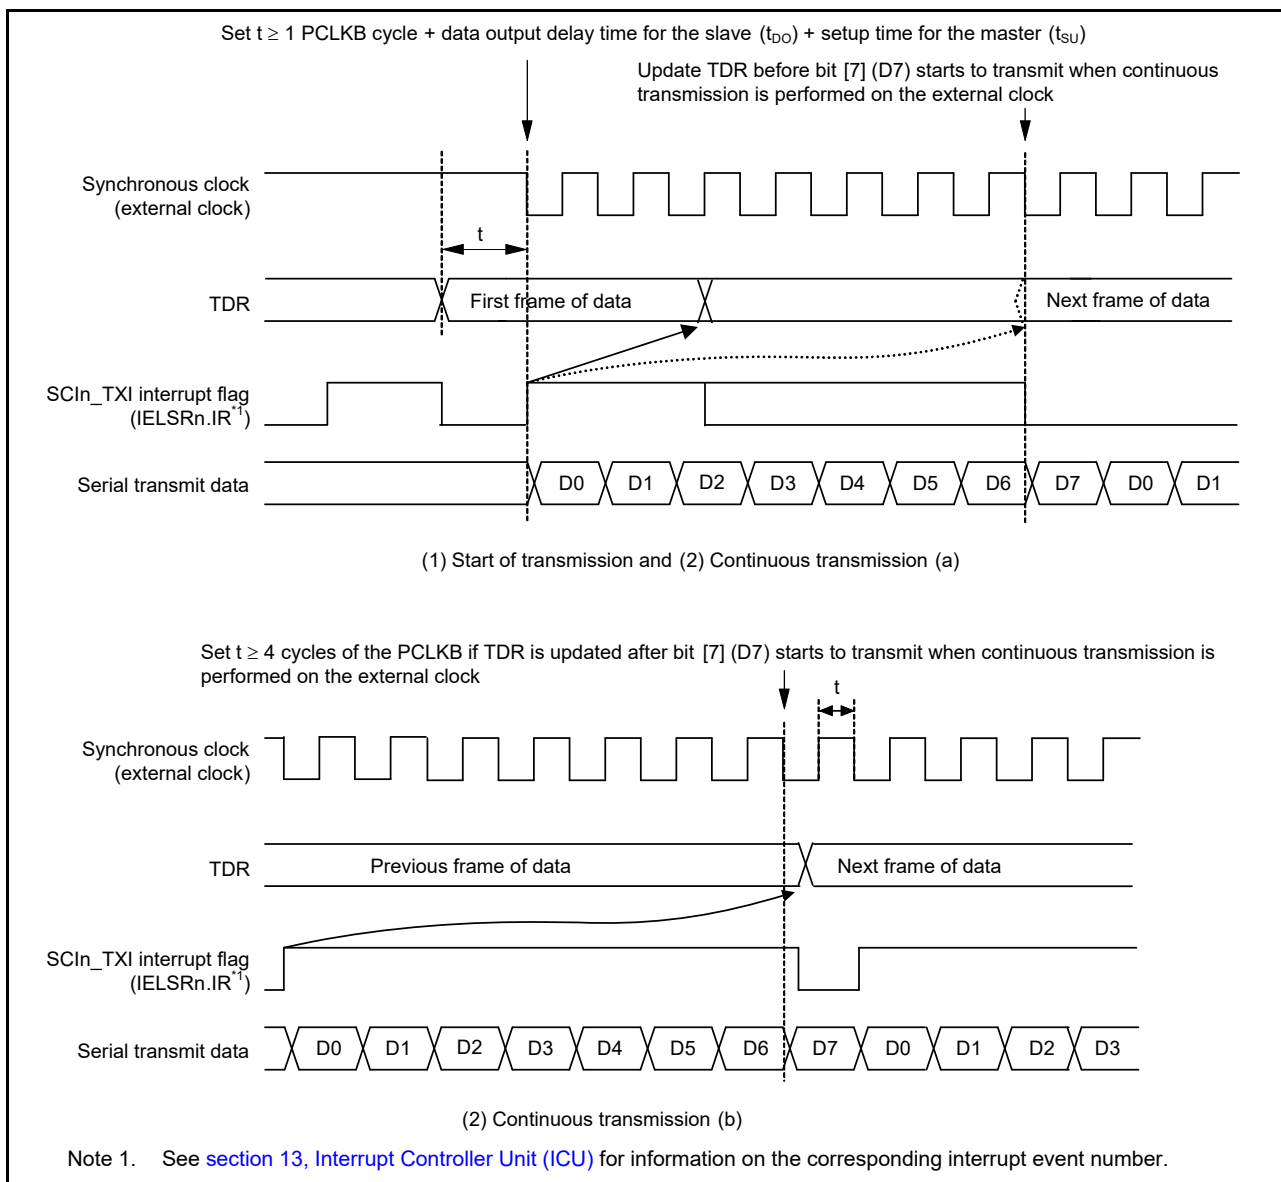 Set t ≥ 1 PCLKB cycle + data output delay time for the slave (tDO) + setup time for the master (tSU)
Update TDR before bit [7] (D7) starts to transmit when continuous
transmission is performed on the external clock
Synchronous clock
(external clock)
t
TDR
First frame of data
Next frame of data
SCIn_TXI interrupt flag
(IELSRn.IR*1)
Serial transmit data
D0 D1 D2 D3 D4 D5 D6 D7 D0 D1
(1) Start of transmission and (2) Continuous transmission (a)
Set t ≥ 4 cycles of the PCLKB if TDR is updated after bit [7] (D7) starts to transmit when continuous transmission is
performed on the external clock
t
Synchronous clock
(external clock)
TDR
Previous frame of data
Next frame of data
SCIn_TXI interrupt flag
(IELSRn.IR*1)
Serial transmit data
D0 D1 D2 D3 D4 D5 D6 D7 D0 D1 D2 D3
(2) Continuous transmission (b)
Note 1. See section 13, Interrupt Controller Unit (ICU) for information on the corresponding interrupt event number.